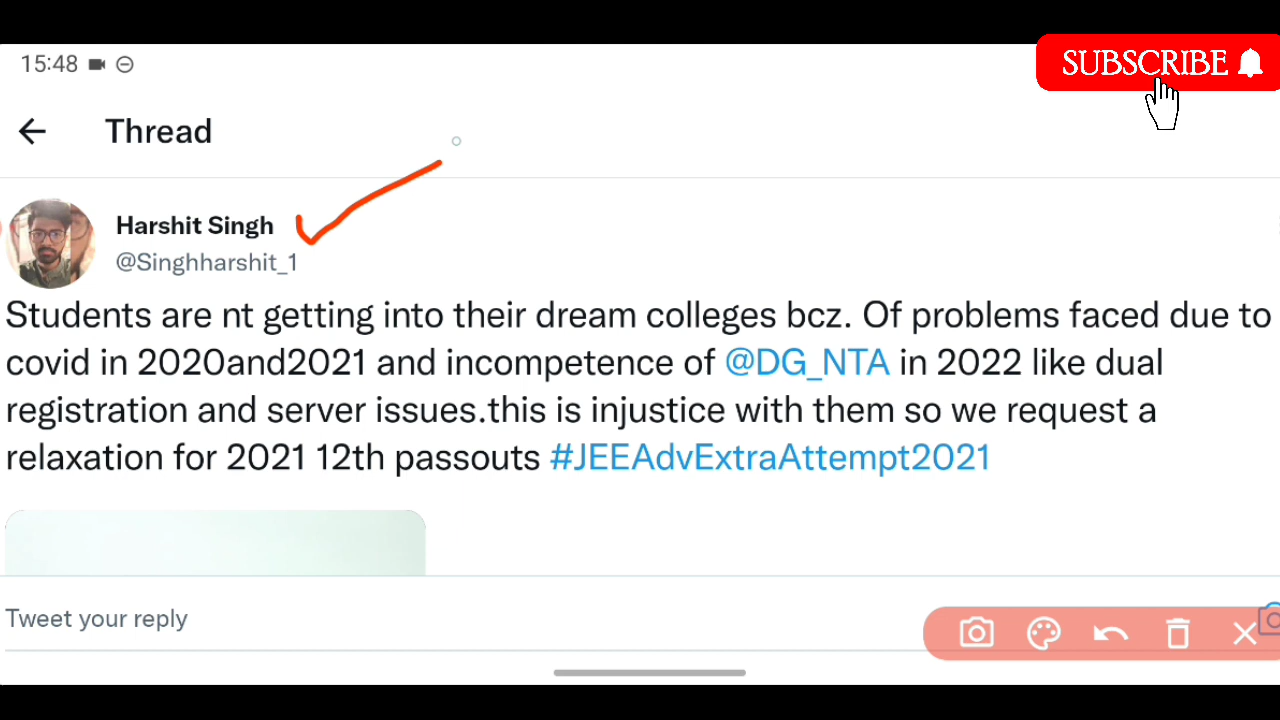 15:48
SUBSCRIBE
Thread
Harshit Singh
@Singhharshit_1
Students are nt getting into their dream colleges bcz. Of problems faced due to
covid in 2020and2021 and incompetence of @DG_NTA in 2022 like dual
registration and server issues.this is injustice with them so we request a
relaxation for 2021 12th passouts #JEEAdvExtraAttempt2021
Tweet your reply